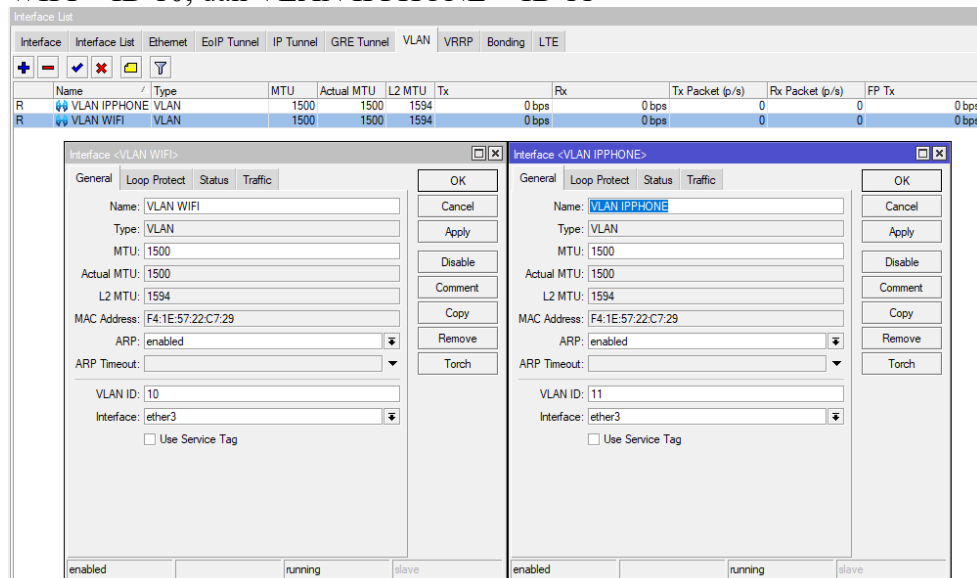 WIFI = ID 10, dan VLAN IPPHONE = ID 11
Interface List
Interface Interface List Ethernet EoIP Tunnel IP Tunnel GRE Tunnel VLAN VRRP Bonding LTE
Name / Type MTU Actual MTU L2 MTU Tx Rx Tx Packet (p/s) Rx Packet (p/s) FP Tx
R VLAN IPPHONE VLAN 1500 1500 1594 0 bps 0 bps 0 0 0 bps
R VLAN WIFI VLAN 1500 1500 1594 0 bps 0 bps 0 0 0 bps
Interface <VLAN WIFI>
General Loop Protect Status Traffic
Name: VLAN WIFI
Type: VLAN
MTU: 1500
Actual MTU: 1500
L2 MTU: 1594
MAC Address: F4:1E:57:22:C7:29
ARP: enabled
ARP Timeout:
VLAN ID: 10
Interface: ether3
Use Service Tag
OK
Cancel
Apply
Disable
Comment
Copy
Remove
Torch
enabled running slave
Interface <VLAN IPPHONE>
General Loop Protect Status Traffic
Name: VLAN IPPHONE
Type: VLAN
MTU: 1500
Actual MTU: 1500
L2 MTU: 1594
MAC Address: F4:1E:57:22:C7:29
ARP: enabled
ARP Timeout:
VLAN ID: 11
Interface: ether3
Use Service Tag
OK
Cancel
Apply
Disable
Comment
Copy
Remove
Torch
enabled running slave